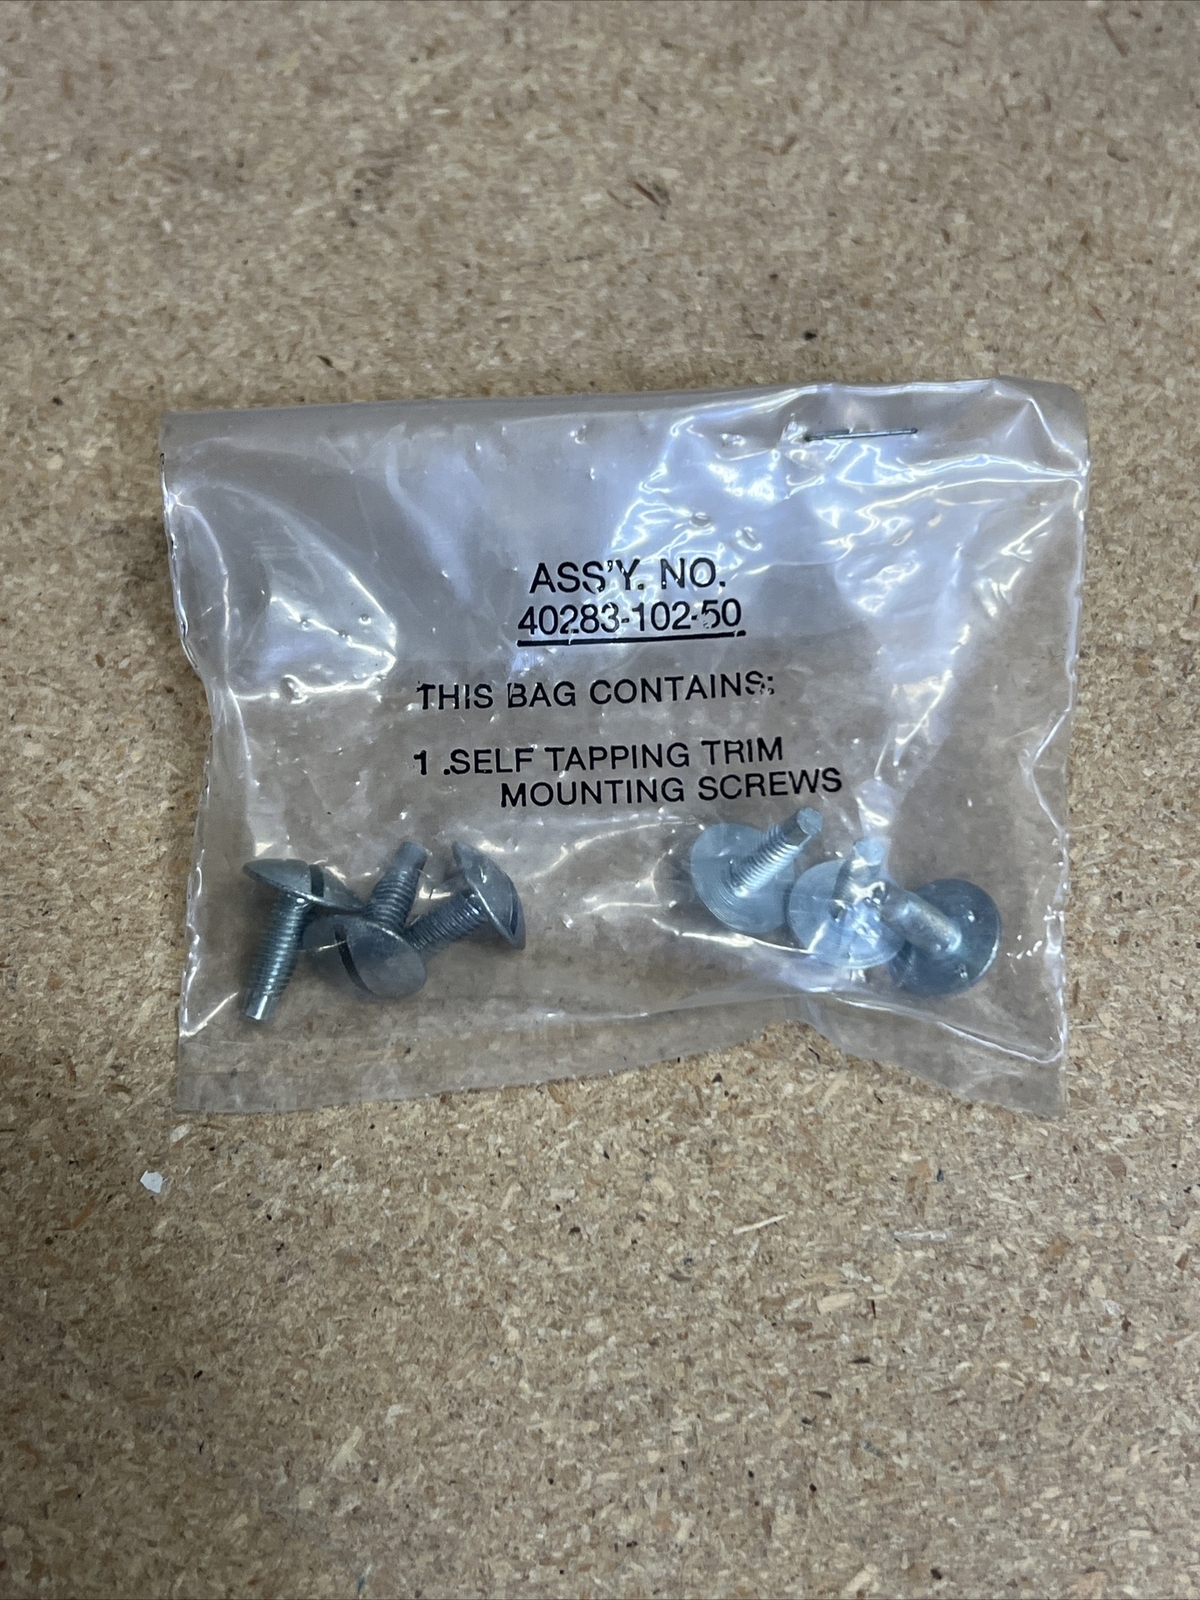 ASS'Y. NO.
40283-102-50
THIS BAG CONTAINS:
1 .SELF TAPPING TRIM
MOUNTING SCREWS